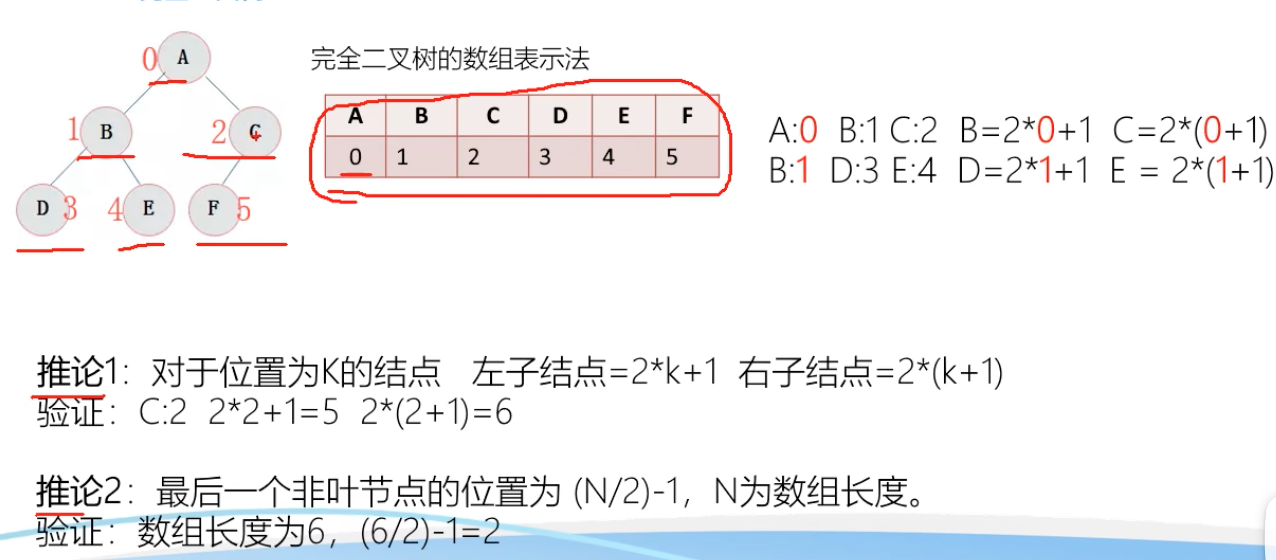 完全二叉树的数组表示法
0 A
1 B 2 C
D 3 4 E F 5
A B C D E F
0 1 2 3 4 5
A:0 B:1 C:2 B=2*0+1 C=2*(0+1)
B:1 D:3 E:4 D=2*1+1 E = 2*(1+1)
推论1：对于位置为K的结点 左子结点=2*k+1 右子结点=2*(k+1)
验证：C:2 2*2+1=5 2*(2+1)=6
推论2：最后一个非叶节点的位置为 (N/2)-1，N为数组长度。
验证：数组长度为6，(6/2)-1=2